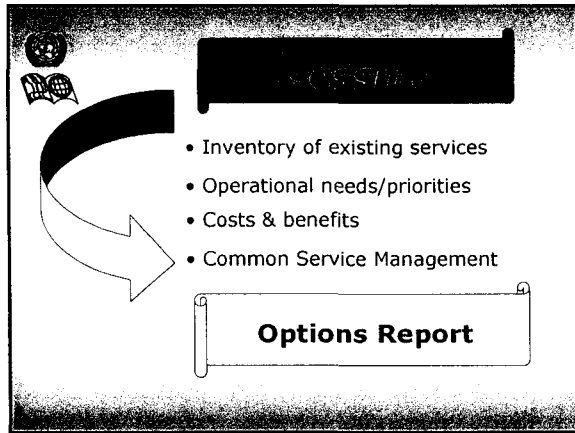 • Inventory of existing services
• Operational needs/priorities
• Costs & benefits
• Common Service Management
Options Report